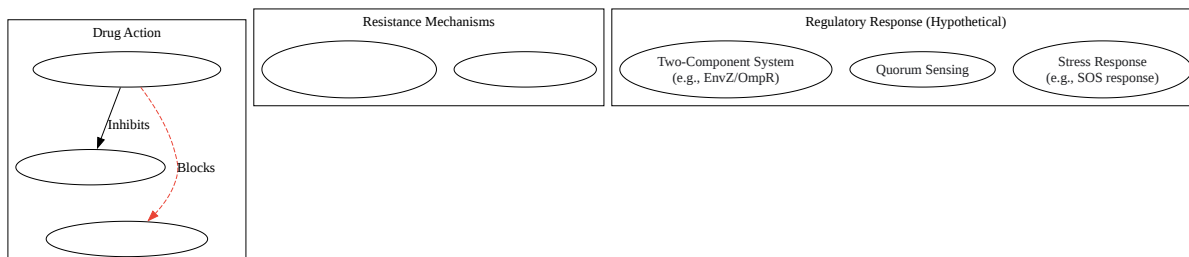 Drug Action
Inhibits
Blocks
Resistance Mechanisms
Regulatory Response (Hypothetical)
Two-Component System
(e.g., EnvZ/OmpR)
Quorum Sensing
Stress Response
(e.g., SOS response)